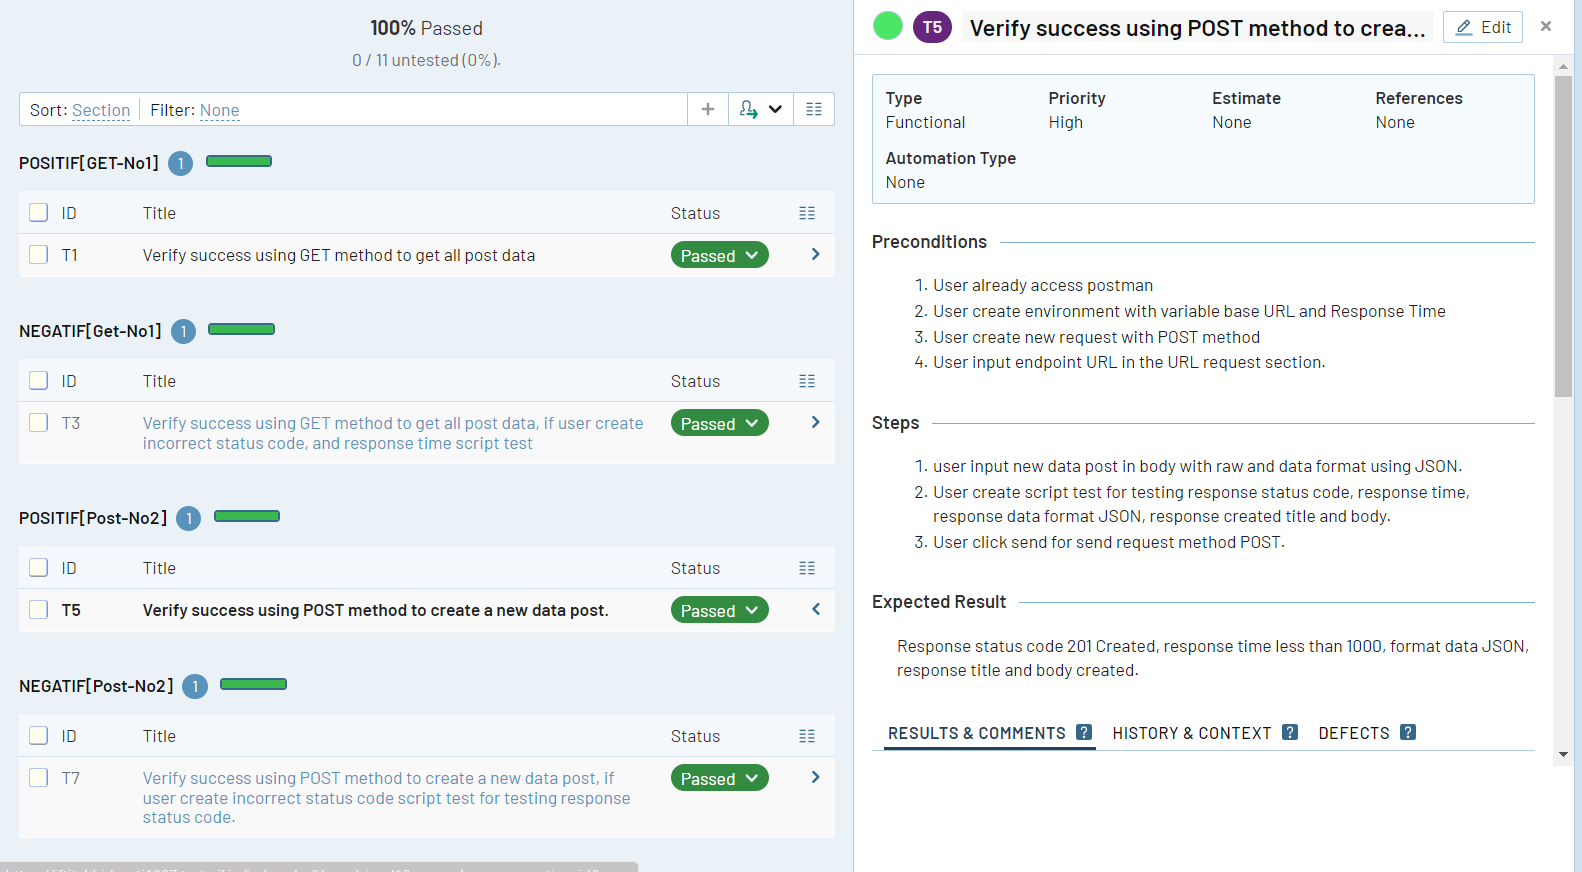 100% Passed
0 / 11 untested (0%).
Sort: Section Filter: None
POSITIF[GET-No1] 1
ID Title Status
T1 Verify success using GET method to get all post data Passed
NEGATIF[Get-No1] 1
ID Title Status
T3 Verify success using GET method to get all post data, if user create Passed
incorrect status code, and response time script test
POSITIF[Post-No2] 1
ID Title Status
T5 Verify success using POST method to create a new data post. Passed
NEGATIF[Post-No2] 1
ID Title Status
T7 Verify success using POST method to create a new data post, if Passed
user create incorrect status code script test for testing response
status code.
T5 Verify success using POST method to crea... Edit
Type Priority Estimate References
Functional High None None
Automation Type
None
Preconditions
1. User already access postman
2. User create environment with variable base URL and Response Time
3. User create new request with POST method
4. User input endpoint URL in the URL request section.
Steps
1. user input new data post in body with raw and data format using JSON.
2. User create script test for testing response status code, response time,
response data format JSON, response created title and body.
3. User click send for send request method POST.
Expected Result
Response status code 201 Created, response time less than 1000, format data JSON,
response title and body created.
RESULTS & COMMENTS ? HISTORY & CONTEXT ? DEFECTS ?